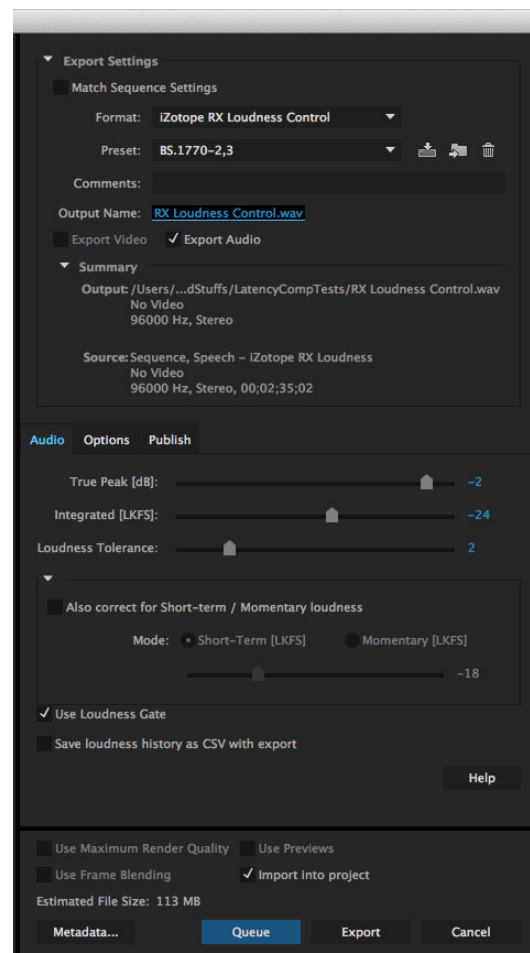 Export Settings
Match Sequence Settings
Format: iZotope RX Loudness Control
Preset: BS.1770-2,3
Comments:
Output Name: RX Loudness Control.wav
Export Video Export Audio
Summary
Output: /Users/...dStuffs/LatencyCompTests/RX Loudness Control.wav
No Video
96000 Hz, Stereo
Source: Sequence, Speech - iZotope RX Loudness
No Video
96000 Hz, Stereo, 00;02;35;02
Audio Options Publish
True Peak [dB]: -2
Integrated [LKFS]: -24
Loudness Tolerance: 2
Also correct for Short-term / Momentary loudness
Mode: Short-Term [LKFS] Momentary [LKFS]
-18
Use Loudness Gate
Save loudness history as CSV with export
Help
Use Maximum Render Quality Use Previews
Use Frame Blending Import into project
Estimated File Size: 113 MB
Metadata... Queue Export Cancel